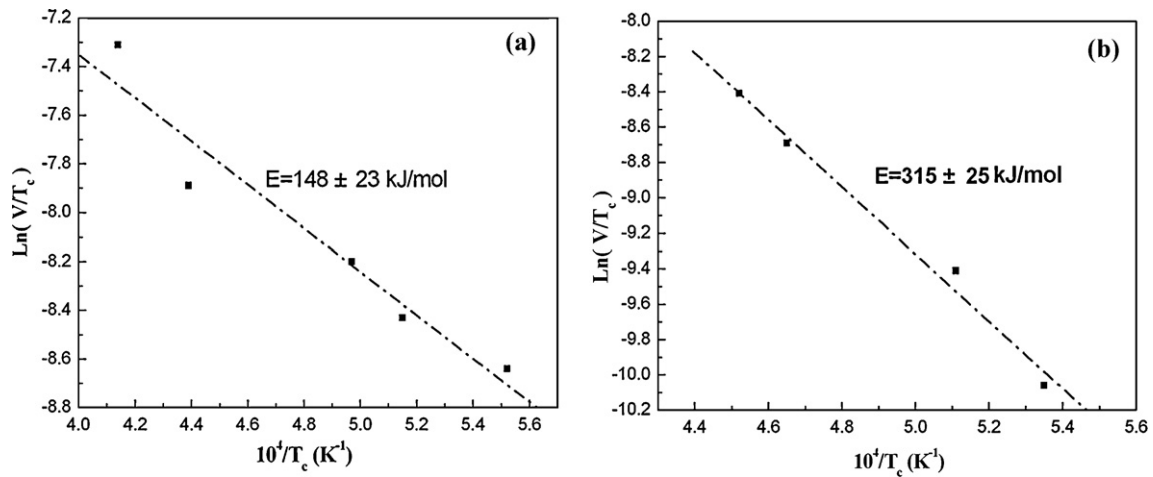 (a)
-7.2
-7.4
-7.6
-7.8
-8.0
-8.2
-8.4
-8.6
-8.8
Ln( V/Tc)
E=148 ± 23 kJ/mol
4.0 4.2 4.4 4.6 4.8 5.0 5.2 5.4 5.6
10^4/Tc (K^-1)
(b)
-8.0
-8.2
-8.4
-8.6
-8.8
-9.0
-9.2
-9.4
-9.6
-9.8
-10.0
-10.2
Ln( V/Tc)
E=315 ± 25 kJ/mol
4.4 4.6 4.8 5.0 5.2 5.4 5.6
10^4/Tc (K^-1)